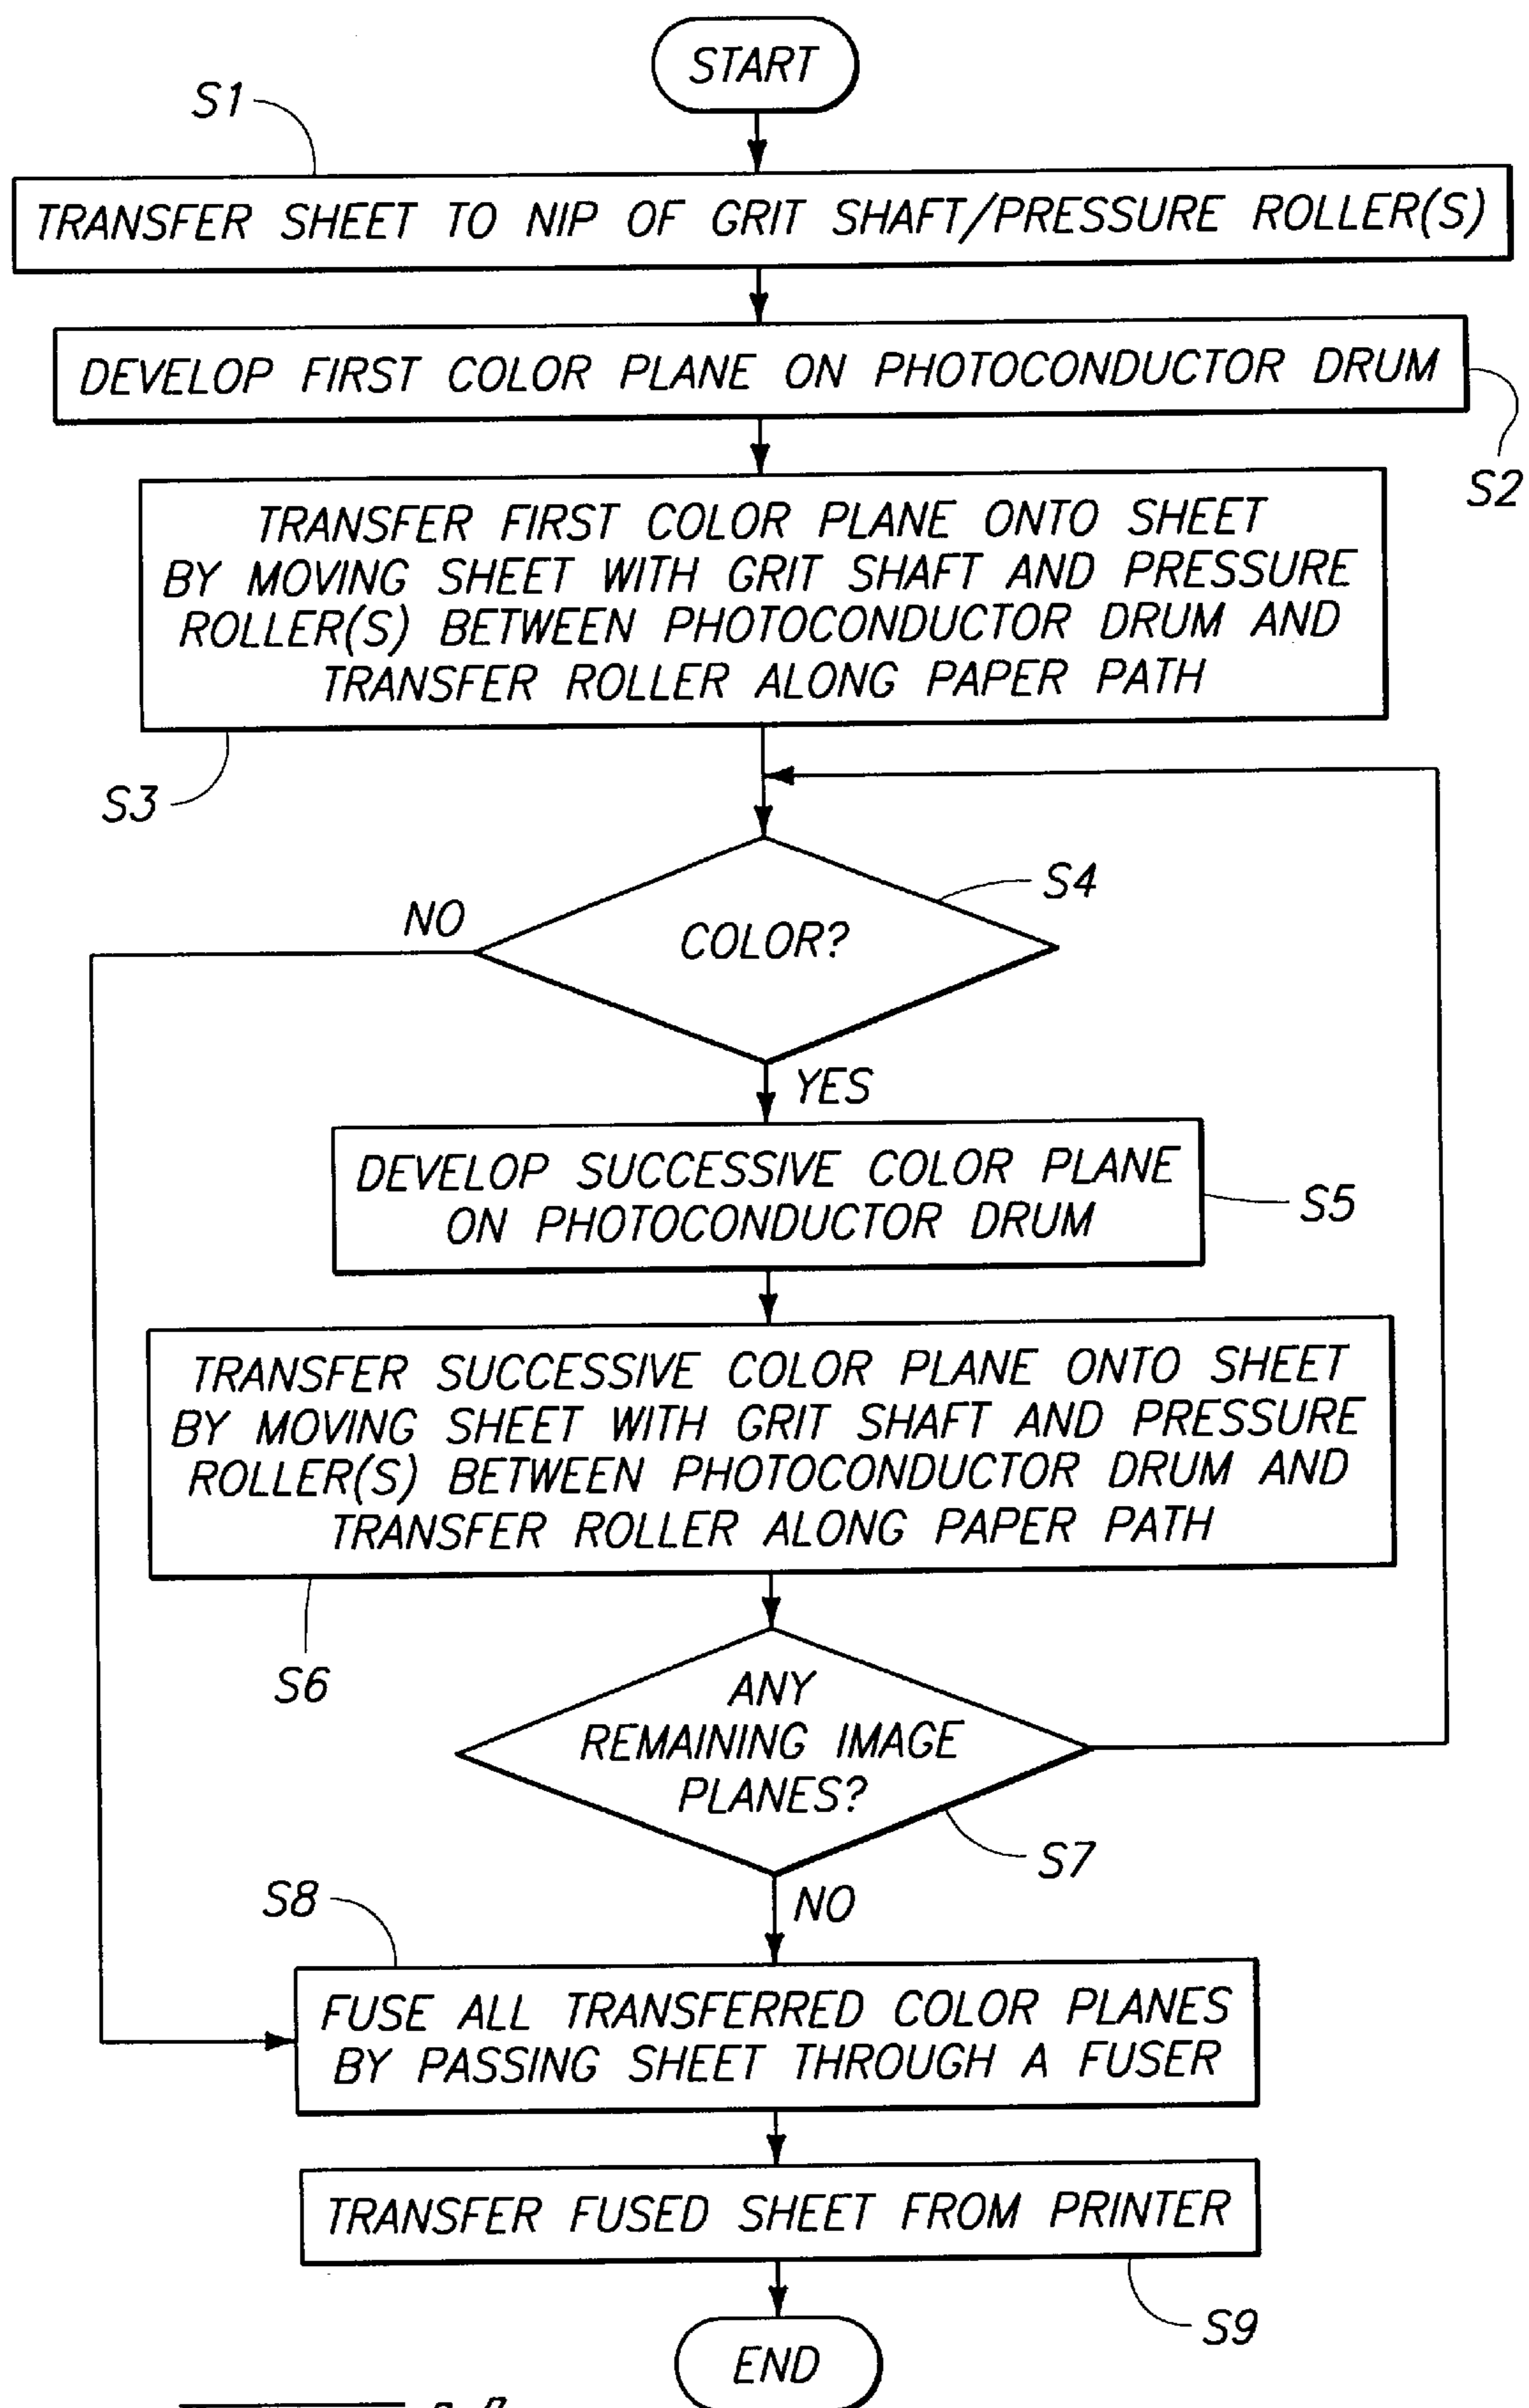 START
S1
TRANSFER SHEET TO NIP OF GRIT SHAFT/PRESSURE ROLLER(S)
DEVELOP FIRST COLOR PLANE ON PHOTOCONDUCTOR DRUM
S2
TRANSFER FIRST COLOR PLANE ONTO SHEET
BY MOVING SHEET WITH GRIT SHAFT AND PRESSURE
ROLLER(S) BETWEEN PHOTOCONDUCTOR DRUM AND
TRANSFER ROLLER ALONG PAPER PATH
S3
S4
NO
COLOR?
YES
DEVELOP SUCCESSIVE COLOR PLANE
ON PHOTOCONDUCTOR DRUM
S5
TRANSFER SUCCESSIVE COLOR PLANE ONTO SHEET
BY MOVING SHEET WITH GRIT SHAFT AND PRESSURE
ROLLER(S) BETWEEN PHOTOCONDUCTOR DRUM AND
TRANSFER ROLLER ALONG PAPER PATH
S6
ANY
REMAINING IMAGE
PLANES?
S7
NO
S8
FUSE ALL TRANSFERRED COLOR PLANES
BY PASSING SHEET THROUGH A FUSER
TRANSFER FUSED SHEET FROM PRINTER
S9
END